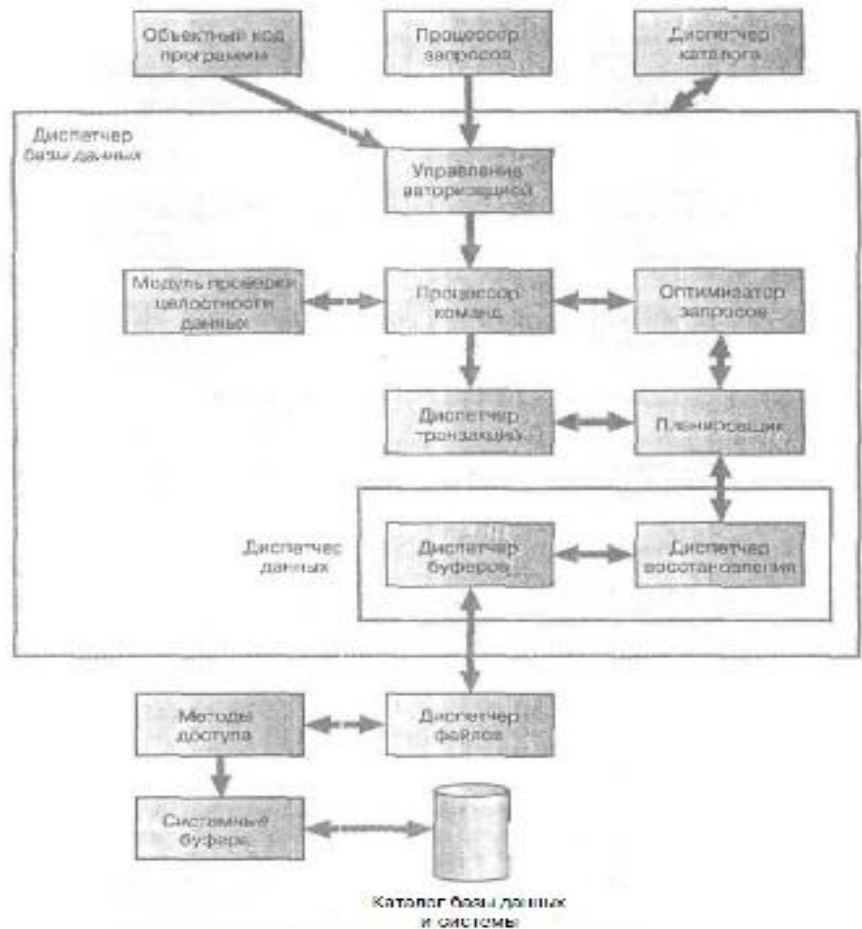 Объектный код
программы
Процессор
запросов
Диспетчер
каталога
Диспетчер
базы данных
Управление
авторизацией
Модуль проверки
целостности
данных
Процессор
команд
Оптимизатор
запросов
Диспетчер
транзакций
Планировщик
Диспетчер
данных
Диспетчер
буферов
Диспетчер
восстановления
Методы
доступа
Диспетчер
файлов
Системные
буфера
Каталог базы данных
и системы